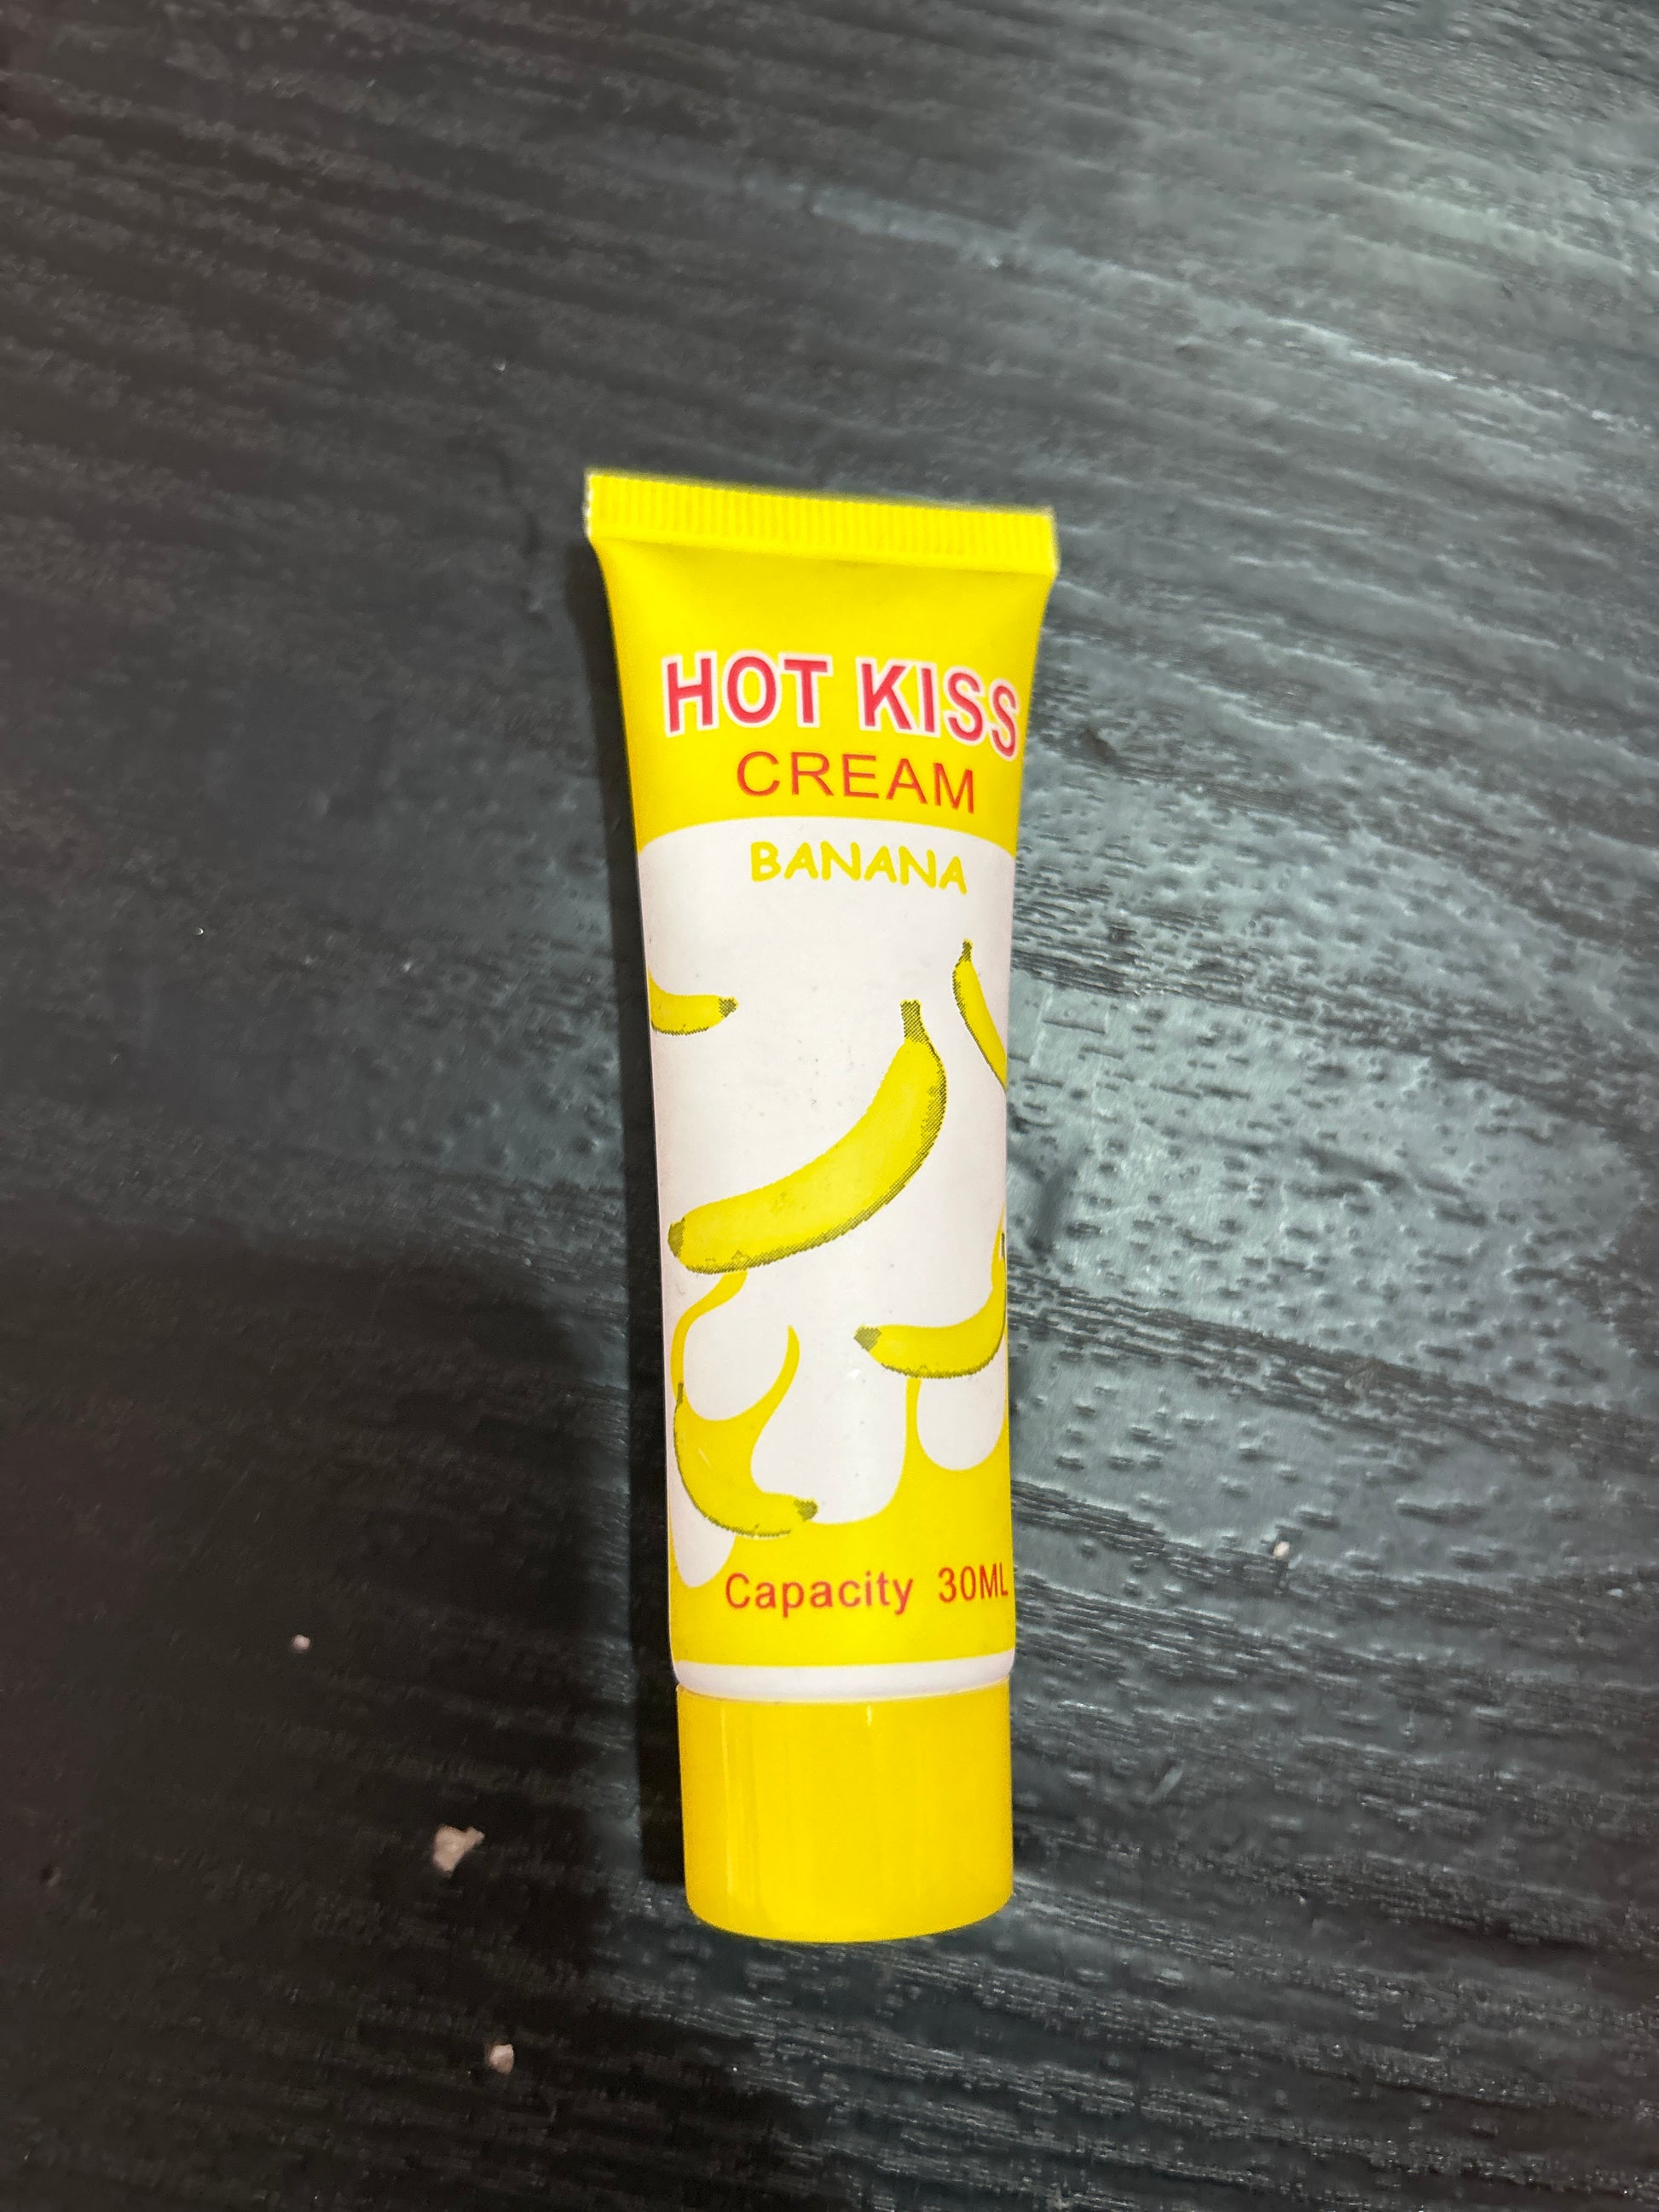 HOT KISS
CREAM
BANANA
Capacity 30ML